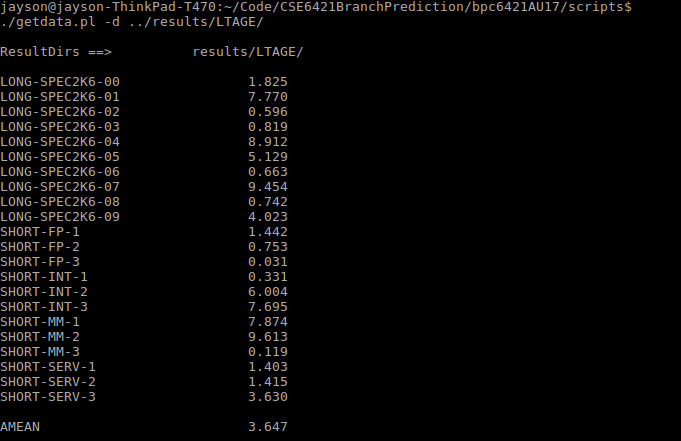 jayson@jayson-ThinkPad-T470:~/Code/CSE6421BranchPrediction/bpc6421AU17/scripts$
./getdata.pl -d ../results/LTAGE/
ResultDirs ==> results/LTAGE/
LONG-SPEC2K6-00 1.825
LONG-SPEC2K6-01 7.770
LONG-SPEC2K6-02 0.596
LONG-SPEC2K6-03 0.819
LONG-SPEC2K6-04 8.912
LONG-SPEC2K6-05 5.129
LONG-SPEC2K6-06 0.663
LONG-SPEC2K6-07 9.454
LONG-SPEC2K6-08 0.742
LONG-SPEC2K6-09 4.023
SHORT-FP-1 1.442
SHORT-FP-2 0.753
SHORT-FP-3 0.031
SHORT-INT-1 0.331
SHORT-INT-2 6.004
SHORT-INT-3 7.695
SHORT-MM-1 7.874
SHORT-MM-2 9.613
SHORT-MM-3 0.119
SHORT-SERV-1 1.403
SHORT-SERV-2 1.415
SHORT-SERV-3 3.630
AMEAN 3.647